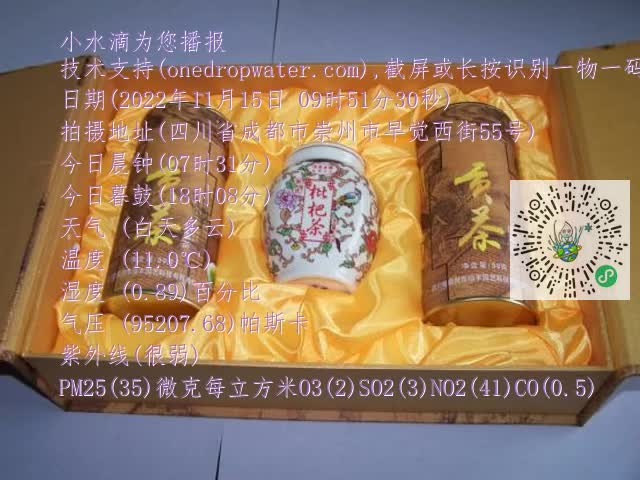 小水滴为您播报
技术支持(onedropwater.com),截屏或长按识别一物一码
日期(2022年11月15日 09时51分30秒)
拍摄地址(四川省成都市崇州市早觉西街55号)
今日晨钟(07时31分)
今日暮鼓(18时08分)
天气 (白天多云)
温度 (11.0℃)
湿度 (0.89)百分比
气压 (95207.68)帕斯卡
紫外线(很弱)
PM25(35)微克每立方米O3(2)SO2(3)NO2(41)CO(0.5)
贡茶
枇杷茶
贡茶